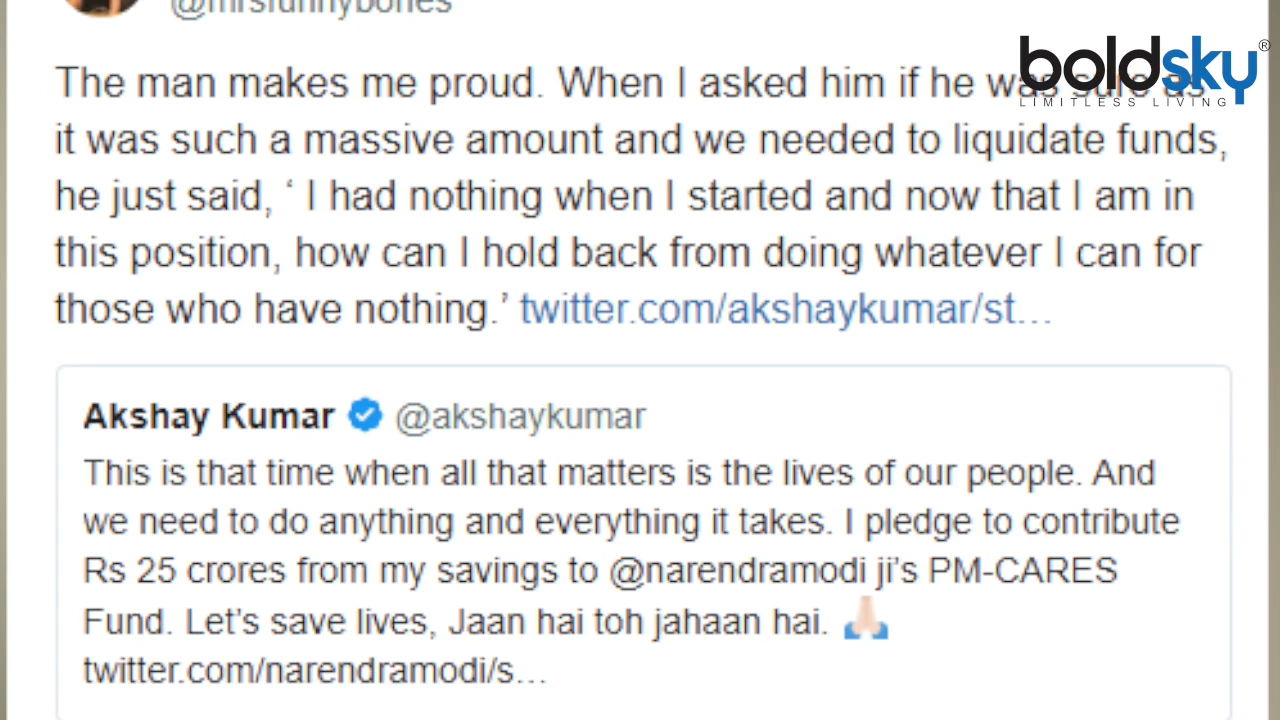 @mrsfunnybones
boldsky®
LIMITLESS LIVING
The man makes me proud. When I asked him if he was sure as
it was such a massive amount and we needed to liquidate funds,
he just said, ‘ I had nothing when I started and now that I am in
this position, how can I hold back from doing whatever I can for
those who have nothing.’ twitter.com/akshaykumar/st…
Akshay Kumar @akshaykumar
This is that time when all that matters is the lives of our people. And
we need to do anything and everything it takes. I pledge to contribute
Rs 25 crores from my savings to @narendramodi ji’s PM-CARES
Fund. Let’s save lives, Jaan hai toh jahaan hai. 🙏🏻
twitter.com/narendramodi/s…